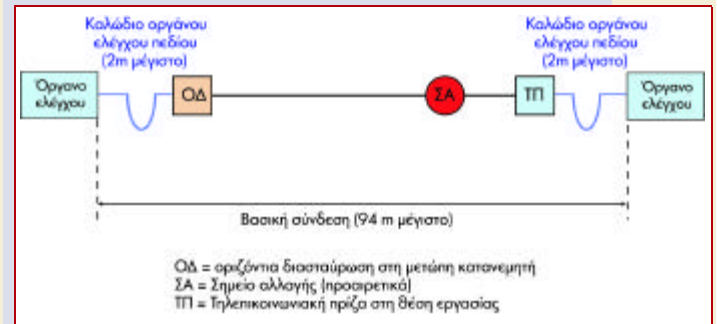 Καλώδιο οργάνου
ελέγχου πεδίου
(2m μέγιστο)
Καλώδιο οργάνου
ελέγχου πεδίου
(2m μέγιστο)
Όργανο
ελέγχου
ΟΔ
ΣΑ
ΤΠ
Όργανο
ελέγχου
Βασική σύνδεση (94 m μέγιστο)
ΟΔ = οριζόντια διασταύρωση στη μετώπη κατανεμητή
ΣΑ = Σημείο αλλαγής (προαιρετικά)
ΤΠ = Τηλεπικοινωνιακή πρίζα στη θέση εργασίας